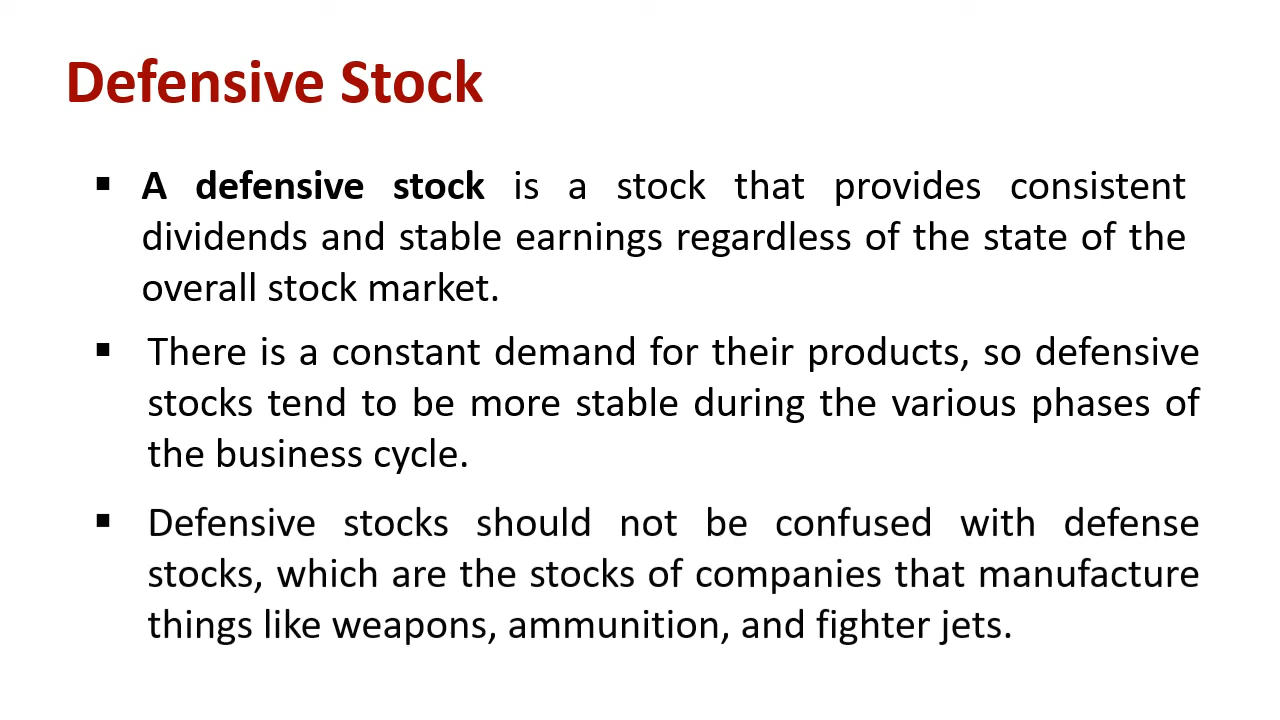 Defensive Stock
▪ A defensive stock is a stock that provides consistent
dividends and stable earnings regardless of the state of the
overall stock market.
▪ There is a constant demand for their products, so defensive
stocks tend to be more stable during the various phases of
the business cycle.
▪ Defensive stocks should not be confused with defense
stocks, which are the stocks of companies that manufacture
things like weapons, ammunition, and fighter jets.